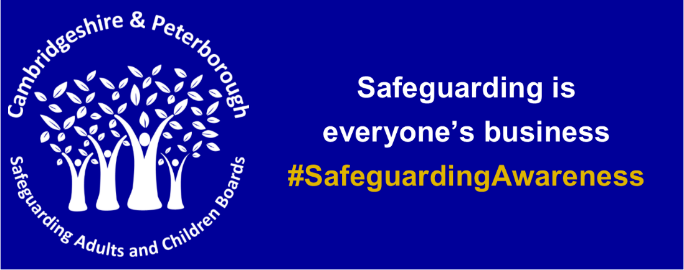 Cambridgeshire & Peterborough
Safeguarding Adults and Children Boards
Safeguarding is
everyone’s business
#SafeguardingAwareness